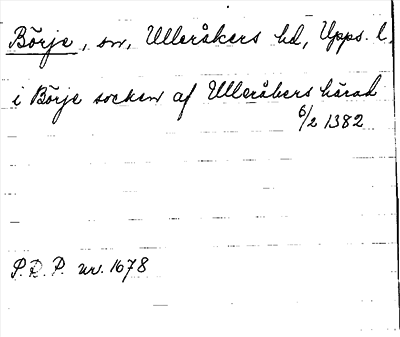 Börje, sn, Ulleråkers hd, Upps. l.
i Börje socken af Ulleråkers härad
6/2 1382
P.R.P. nr. 1678